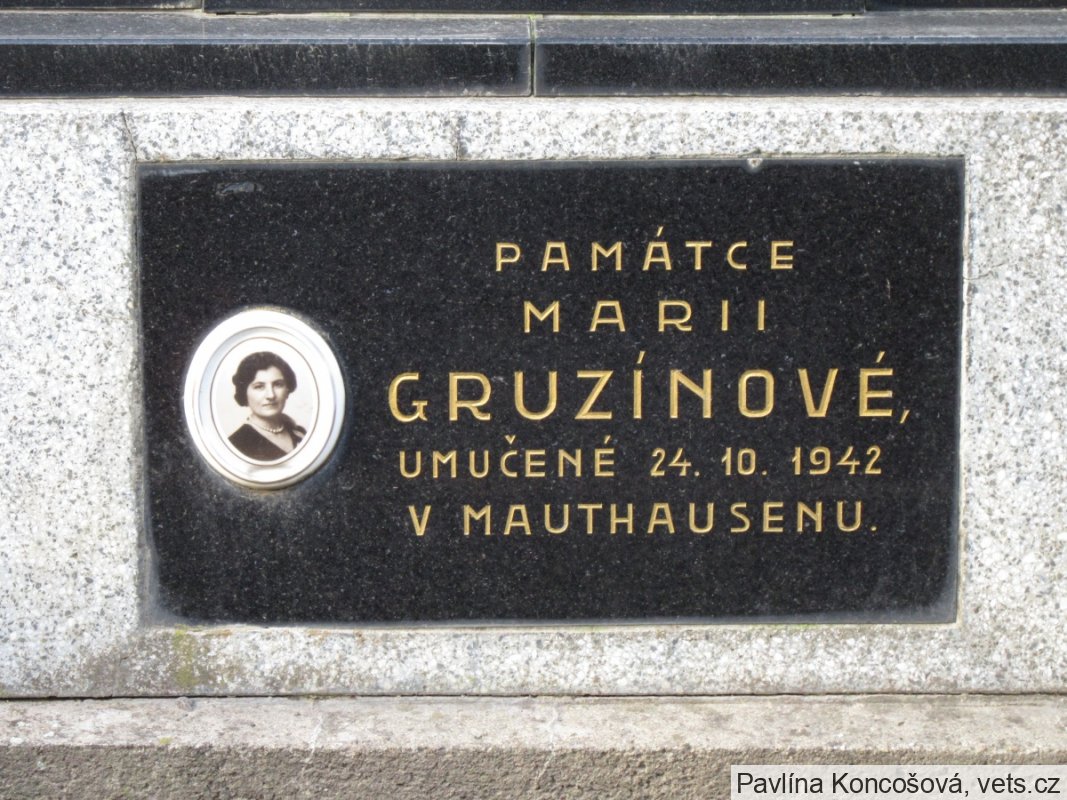 PAMÁTCE
MARII
GRUZÍNOVÉ,
UMUČENÉ 24. 10. 1942
V MAUTHAUSENU.
Pavlína Koncošová, vets.cz